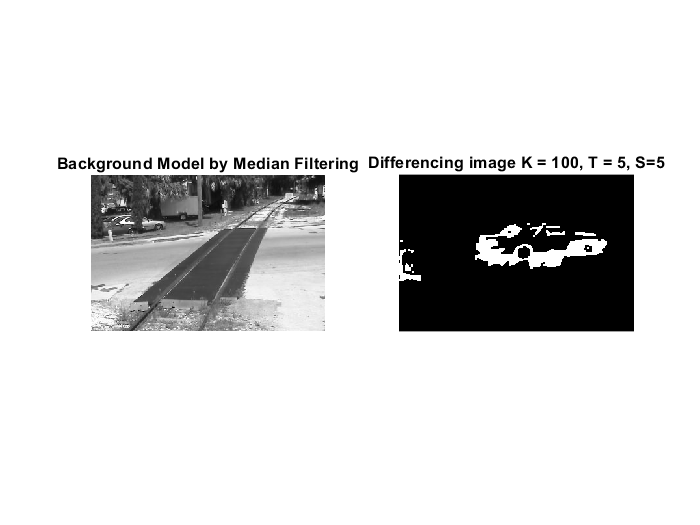 Background Model by Median Filtering
Differencing image K = 100, T = 5, S=5